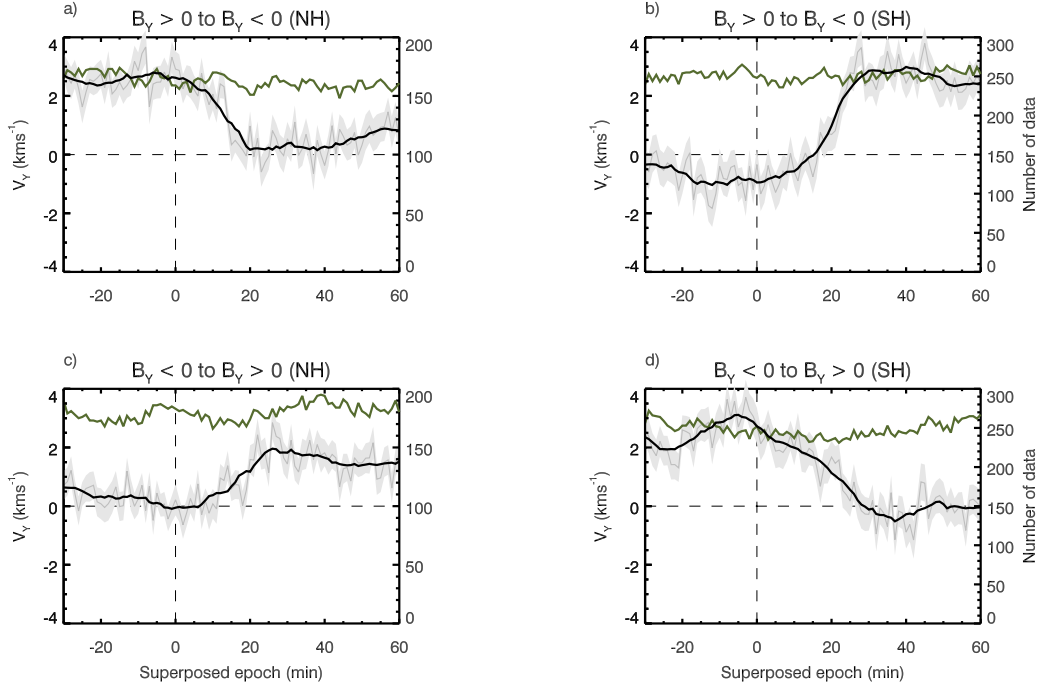 a)
B_Y > 0 to B_Y < 0 (NH)
4
2
0
-2
-4
V_Y (kms^-1)
200
150
100
50
0
-20 0 20 40 60
b)
B_Y > 0 to B_Y < 0 (SH)
4
2
0
-2
-4
V_Y (kms^-1)
300
250
200
150
100
50
0
Number of data
-20 0 20 40 60
c)
B_Y < 0 to B_Y > 0 (NH)
4
2
0
-2
-4
V_Y (kms^-1)
200
150
100
50
0
-20 0 20 40 60
Superposed epoch (min)
d)
B_Y < 0 to B_Y > 0 (SH)
4
2
0
-2
-4
V_Y (kms^-1)
300
250
200
150
100
50
0
Number of data
-20 0 20 40 60
Superposed epoch (min)